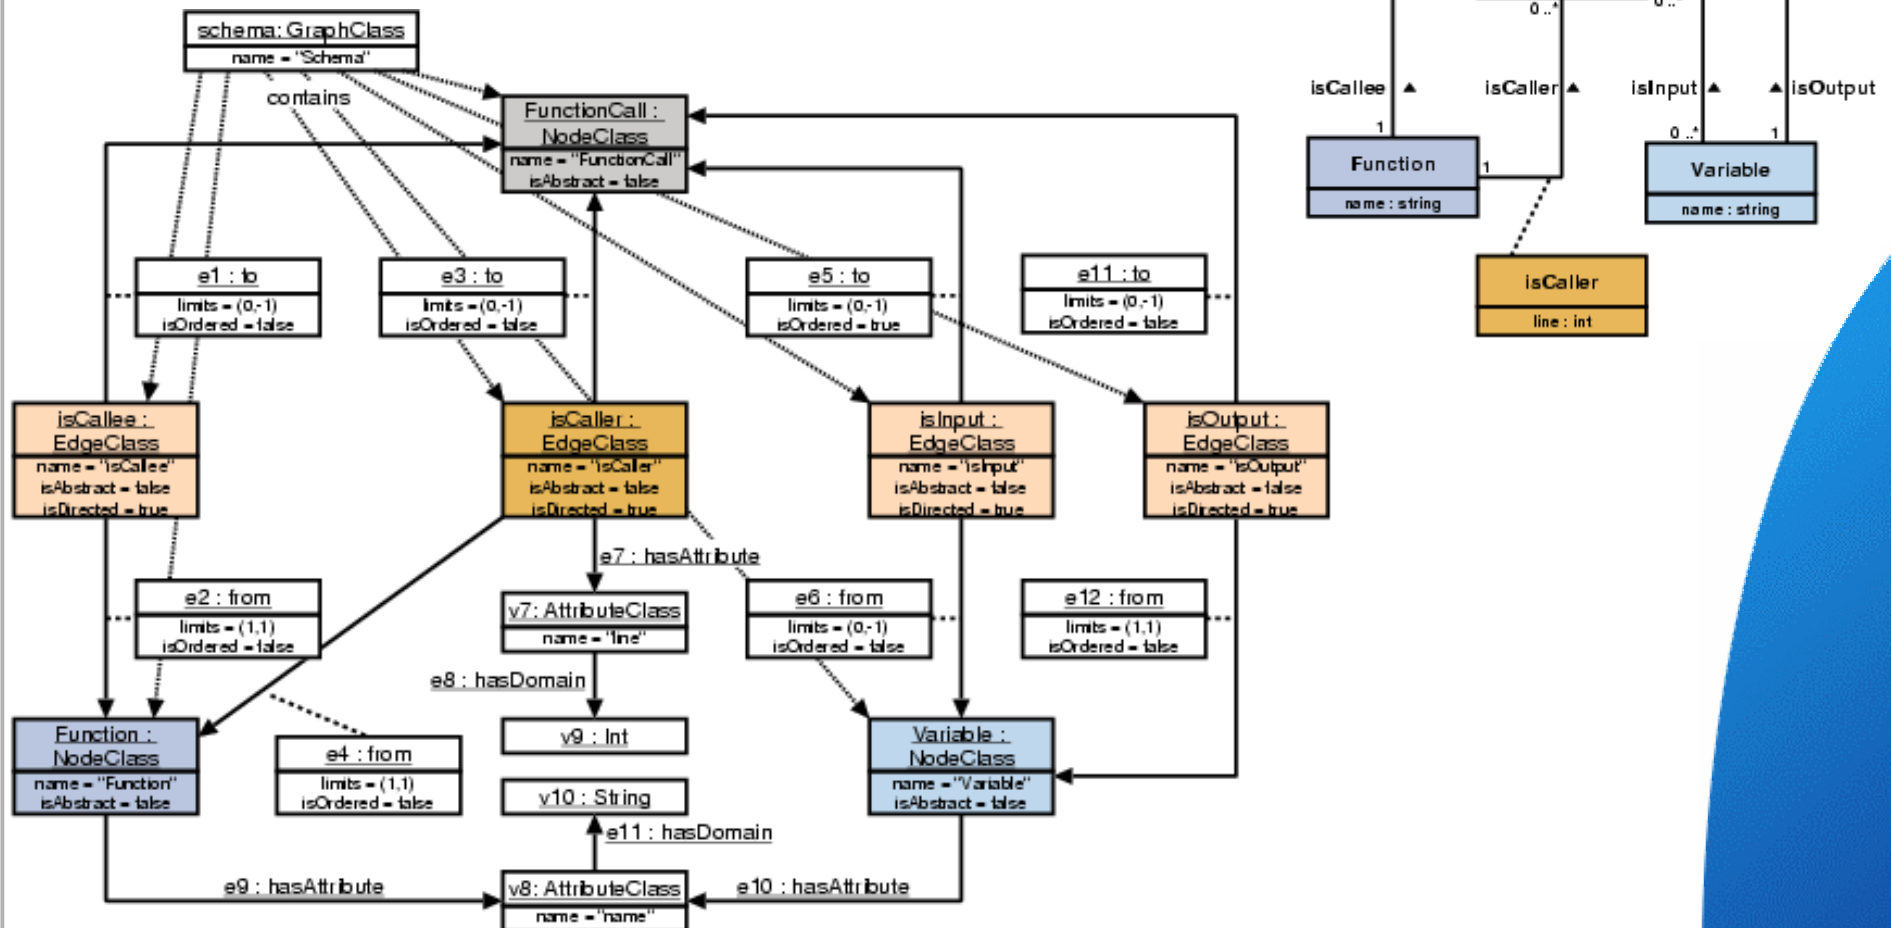 schema: GraphClass
name = "Schema"
contains
FunctionCall :
NodeClass
name = "FunctionCall"
isAbstract = false
e1 : to
limits = (0,-1)
isOrdered = false
e3 : to
limits = (0,-1)
isOrdered = false
e5 : to
limits = (0,-1)
isOrdered = true
e11 : to
limits = (0,-1)
isOrdered = false
isCallee :
EdgeClass
name = "isCallee"
isAbstract = false
isDirected = true
isCaller :
EdgeClass
name = "isCaller"
isAbstract = false
isDirected = true
isInput :
EdgeClass
name = "isInput"
isAbstract = false
isDirected = true
isOutput :
EdgeClass
name = "isOutput"
isAbstract = false
isDirected = true
e7 : hasAttribute
e2 : from
limits = (1,1)
isOrdered = false
v7: AttributeClass
name = "line"
e6 : from
limits = (0,-1)
isOrdered = false
e12 : from
limits = (1,1)
isOrdered = false
e8 : hasDomain
Function :
NodeClass
name = "Function"
isAbstract = false
e4 : from
limits = (1,1)
isOrdered = false
v9 : Int
v10 : String
Variable :
NodeClass
name = "Variable"
isAbstract = false
e11 : hasDomain
e9 : hasAttribute
v8: AttributeClass
name = "name"
e10 : hasAttribute
0..*
0..*
isCallee
isCaller
isInput
isOutput
1
0..*
1
Function
name : string
1
Variable
name : string
isCaller
line : int